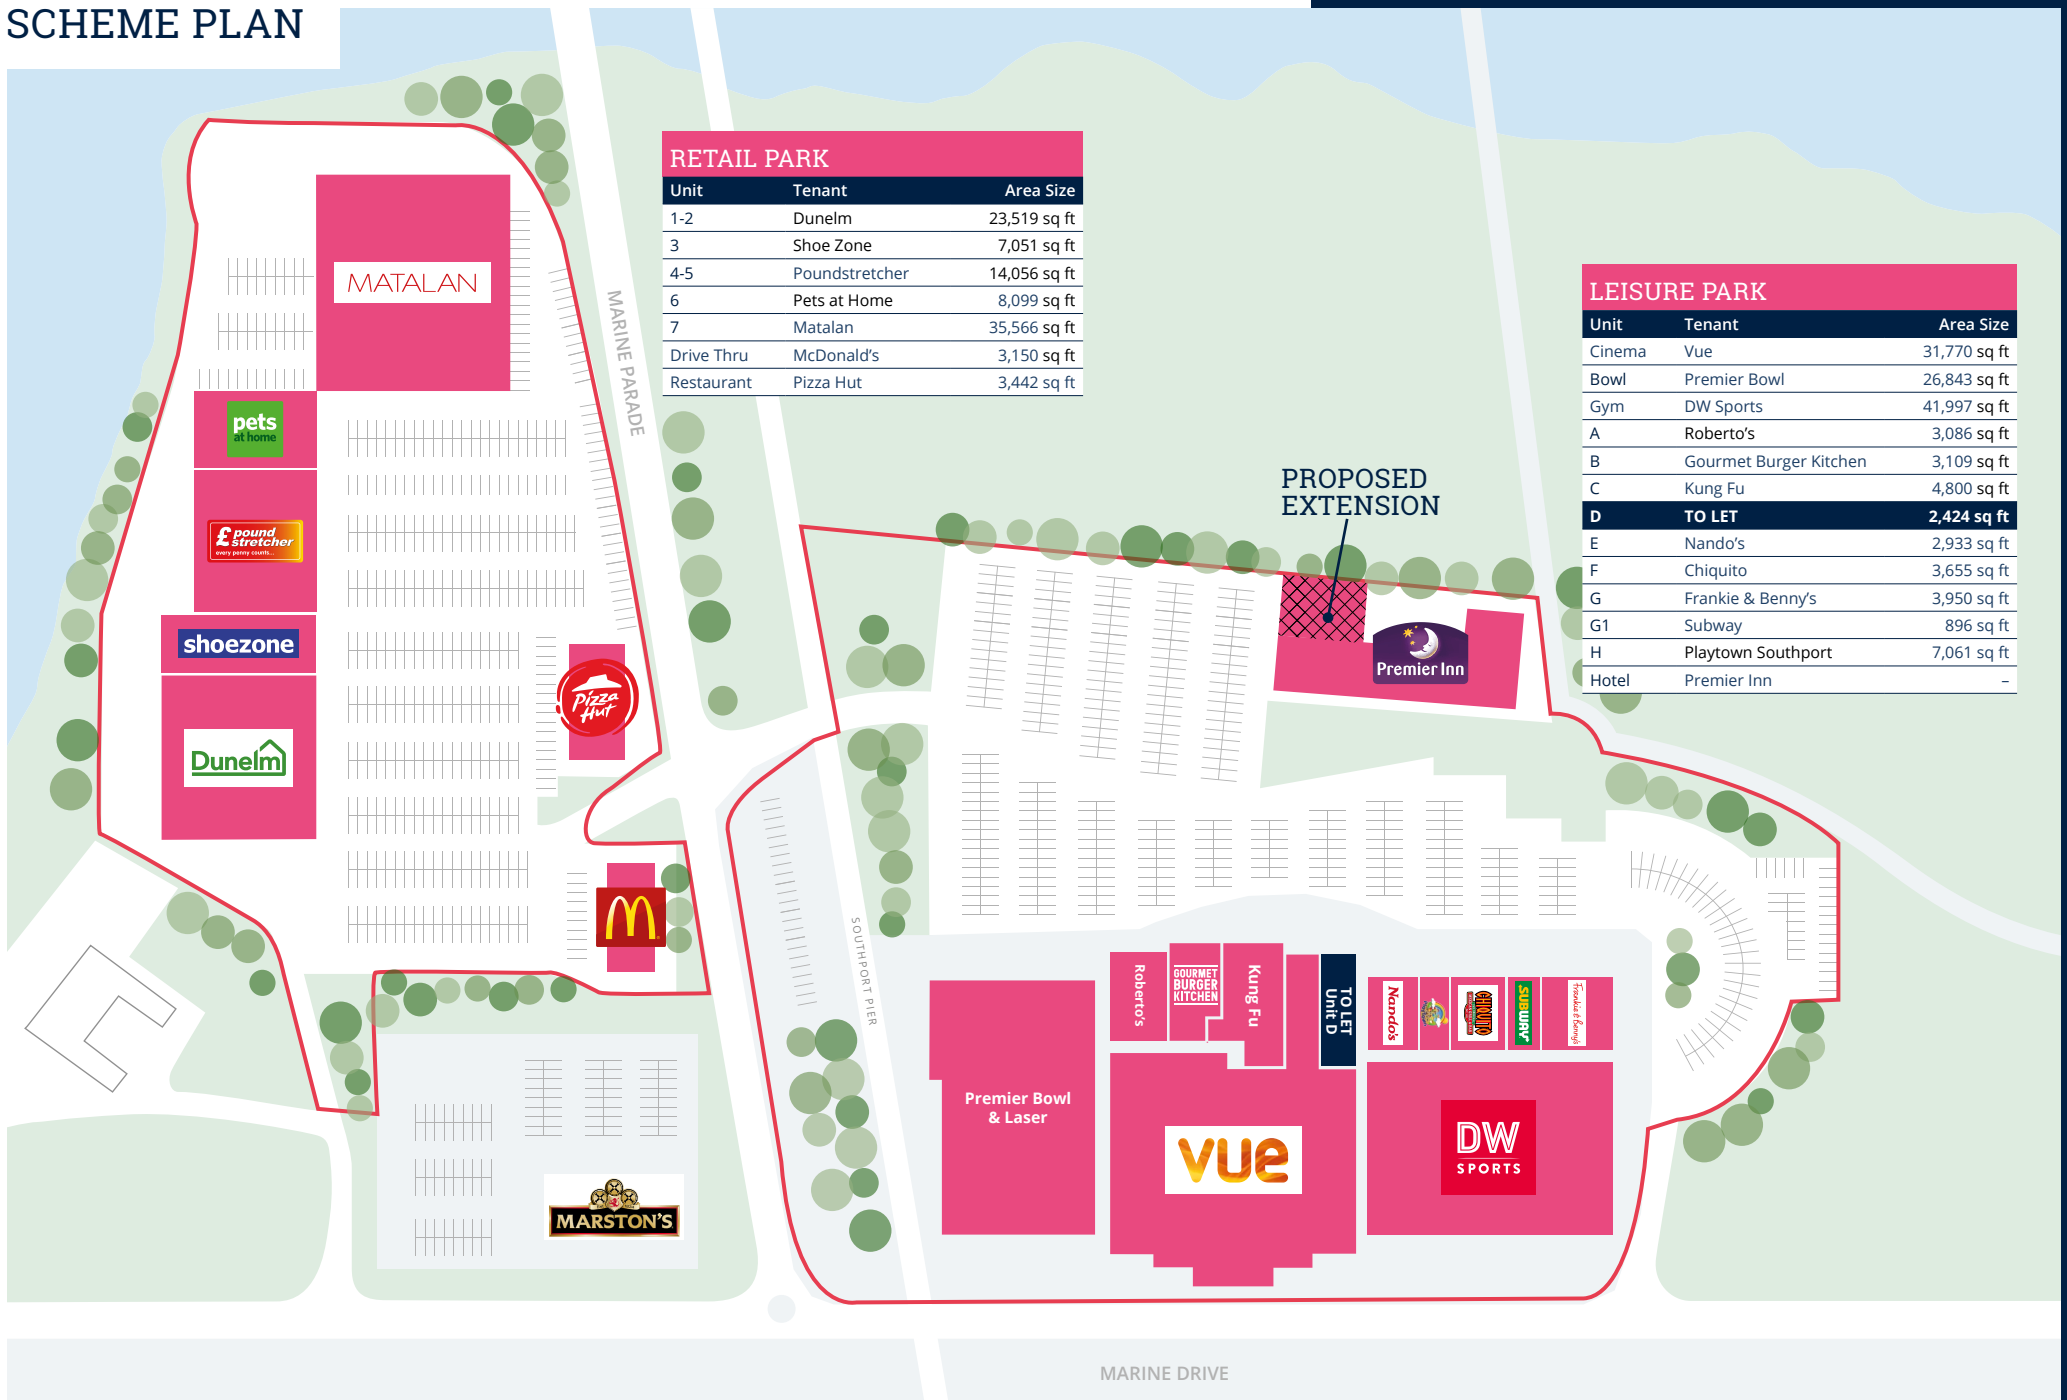 SCHEME PLAN
RETAIL PARK
Unit Tenant Area Size
1-2 Dunelm 23,519 sq ft
3 Shoe Zone 7,051 sq ft
4-5 Poundstretcher 14,056 sq ft
6 Pets at Home 8,099 sq ft
7 Matalan 35,566 sq ft
Drive Thru McDonald's 3,150 sq ft
Restaurant Pizza Hut 3,442 sq ft
LEISURE PARK
Unit Tenant Area Size
Cinema Vue 31,770 sq ft
Bowl Premier Bowl 26,843 sq ft
Gym DW Sports 41,997 sq ft
A Roberto's 3,086 sq ft
B Gourmet Burger Kitchen 3,109 sq ft
C Kung Fu 4,800 sq ft
D TO LET 2,424 sq ft
E Nando's 2,933 sq ft
F Chiquito 3,655 sq ft
G Frankie & Benny's 3,950 sq ft
G1 Subway 896 sq ft
H Playtown Southport 7,061 sq ft
Hotel Premier Inn –
MATALAN
MARINE PARADE
pets
at home
£ pound
stretcher
every penny counts...
shoezone
Dunelm
Pizza
Hut
PROPOSED
EXTENSION
Premier Inn
SOUTHPORT PIER
Roberto's
GOURMET
BURGER
KITCHEN
Kung Fu
TO LET
Unit D
Nando's
CHIQUITO
SUBWAY
Frankie & Benny's
Premier Bowl
& Laser
vue
DW
SPORTS
MARSTON'S
MARINE DRIVE